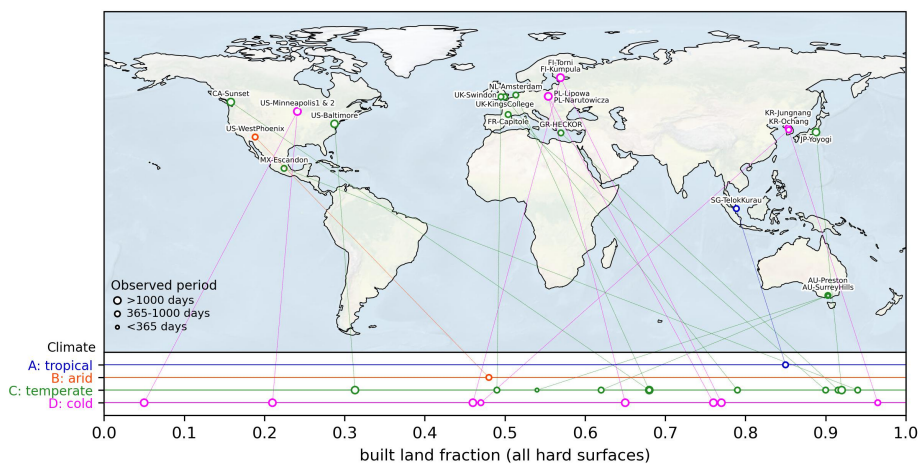 FI-Torni
FI-Kumpula
CA-Sunset
NL-Amsterdam
UK-Swindon
PL-Lipowa
PL-Narutowicza
US-Minneapolis1 & 2
UK-KingsCollege
US-Baltimore
KR-Jungnang
KR-Ochang
FR-Capitole
GR-HECKOR
US-WestPhoenix
JP-Yoyogi
MX-Escandon
SG-TelokKurau
AU-Preston
AU-SurreyHills
Observed period
>1000 days
365-1000 days
<365 days
Climate
A: tropical
B: arid
C: temperate
D: cold
0.0 0.1 0.2 0.3 0.4 0.5 0.6 0.7 0.8 0.9 1.0
built land fraction (all hard surfaces)